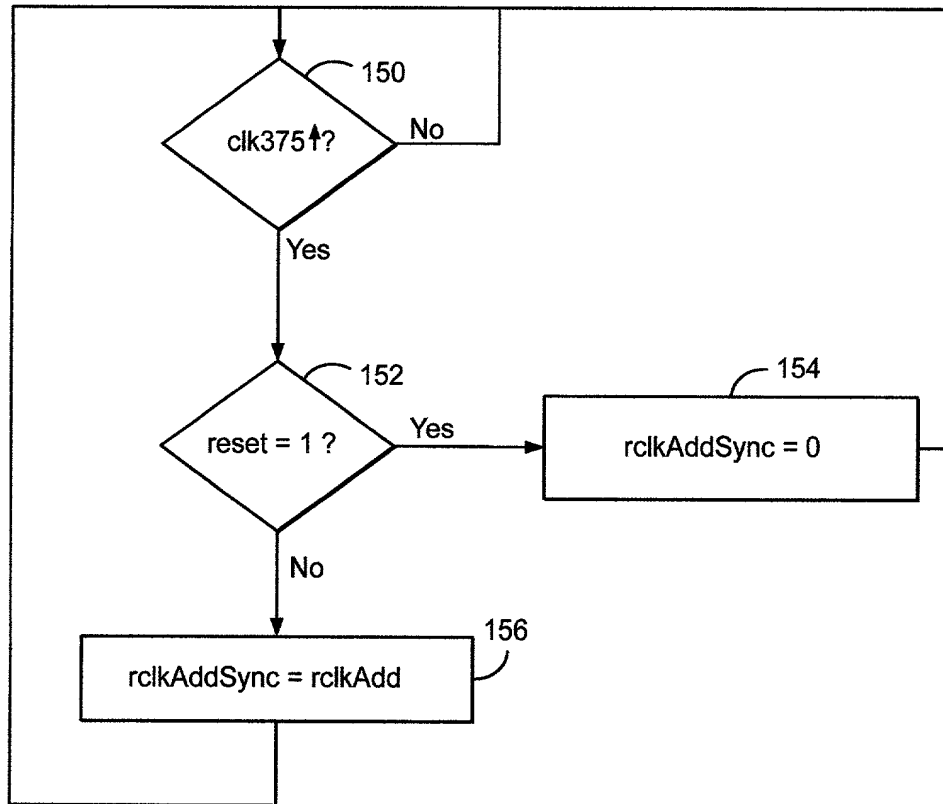 150
clk375↑?
No
Yes
152
reset = 1 ?
Yes
154
rclkAddSync = 0
No
156
rclkAddSync = rclkAdd